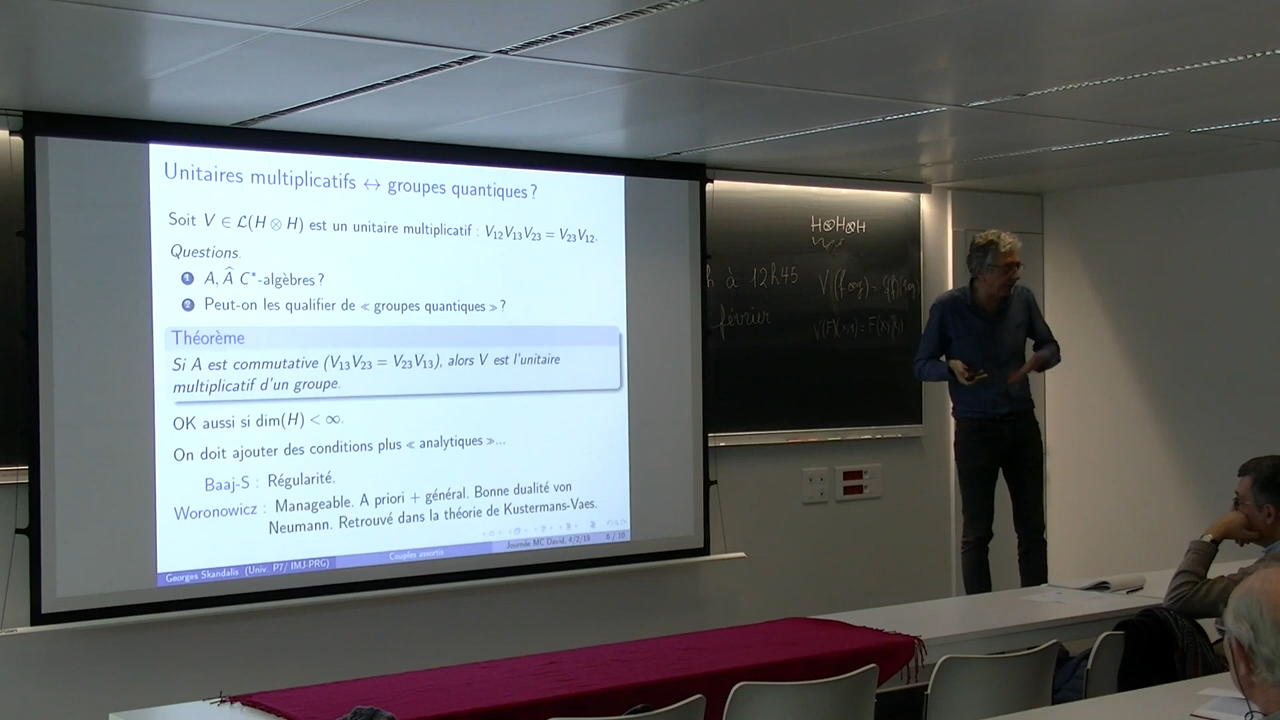 Unitaires multiplicatifs ↔ groupes quantiques ?
Soit V ∈ L(H ⊗ H) est un unitaire multiplicatif : V₁₂V₁₃V₂₃ = V₂₃V₁₂.
Questions.
1 A, Â C*-algèbres ?
2 Peut-on les qualifier de « groupes quantiques » ?
Théorème
Si A est commutative (V₁₃V₂₃ = V₂₃V₁₃), alors V est l'unitaire
multiplicatif d'un groupe.
OK aussi si dim(H) < ∞.
On doit ajouter des conditions plus « analytiques »...
Baaj-S : Régularité.
Woronowicz : Manageable. A priori + général. Bonne dualité von
Neumann. Retrouvé dans la théorie de Kustermans-Vaes.
Georges Skandalis (Univ. P7/ IMJ-PRG) Couples assortis Journée MC David, 4/2/19 6 / 10
H⊗H⊗H
h à 12h45
février